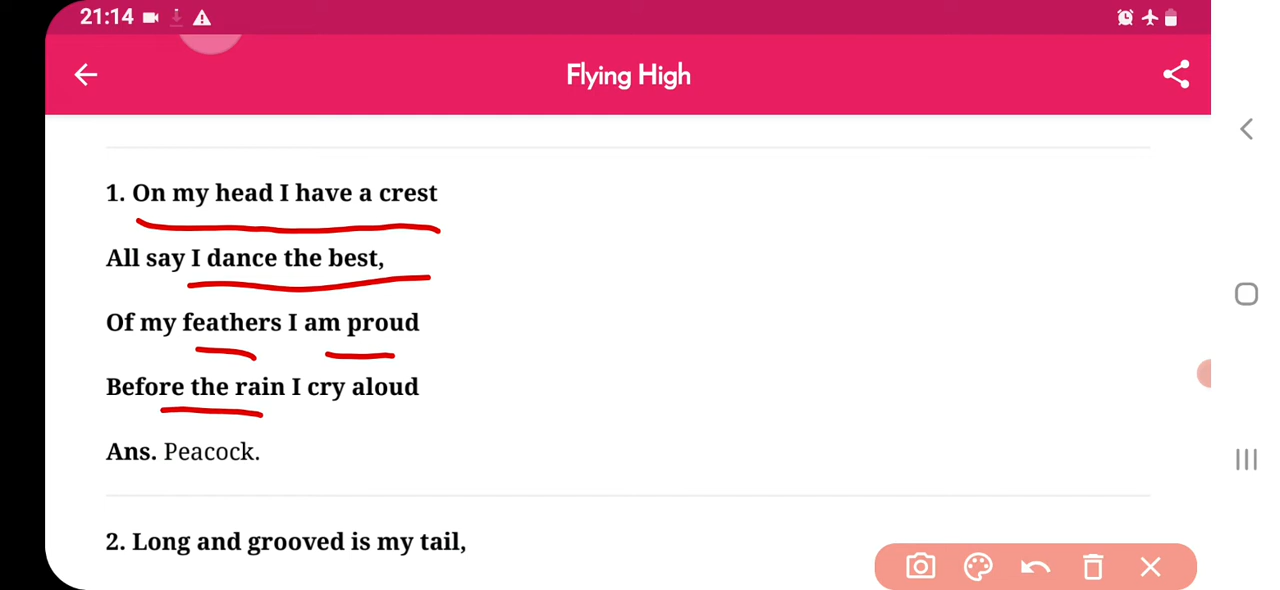 21:14
Flying High
1. On my head I have a crest
All say I dance the best,
Of my feathers I am proud
Before the rain I cry aloud
Ans. Peacock.
2. Long and grooved is my tail,